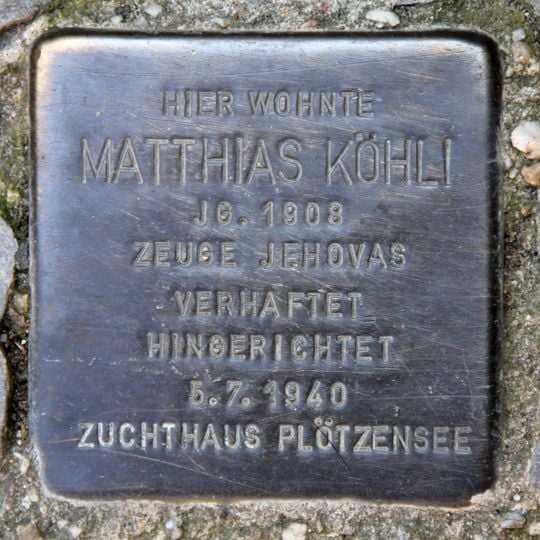 HIER WOHNTE
MATTHIAS KÖHLI
JG. 1908
ZEUGE JEHOVAS
VERHAFTET
HINGERICHTET
5.7.1940
ZUCHTHAUS PLÖTZENSEE